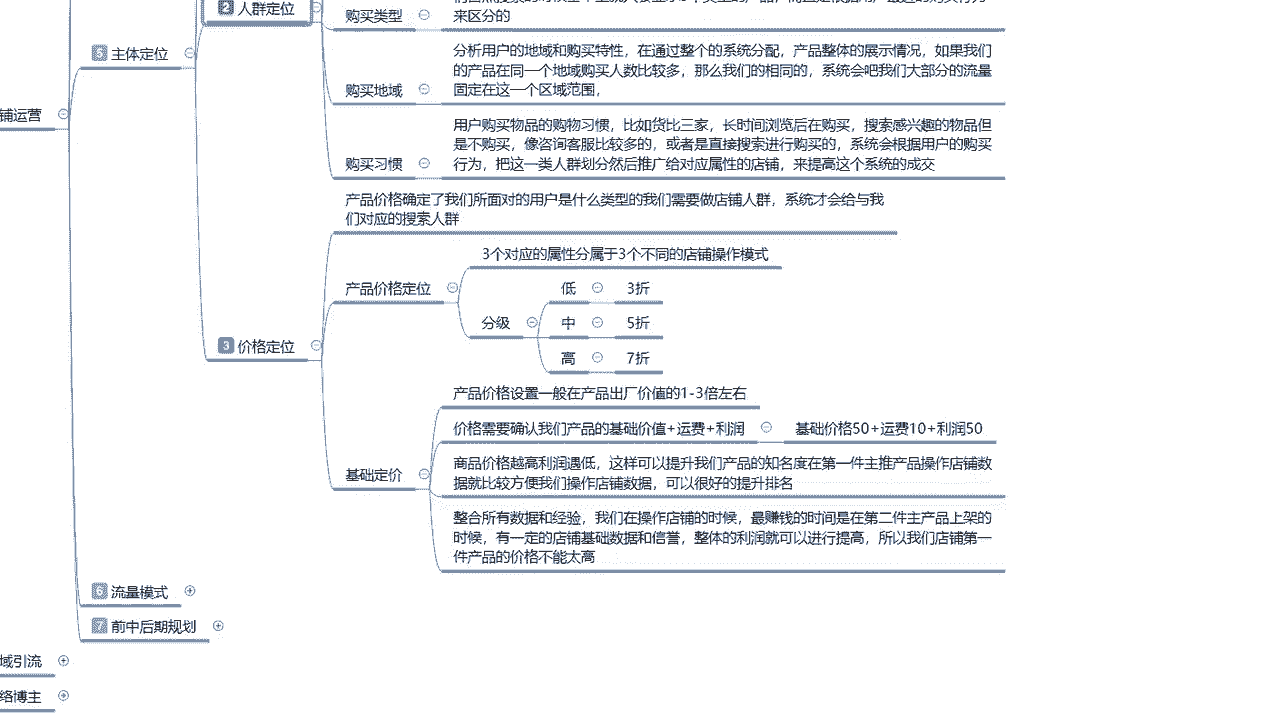 2 人群定位
购买类型
来区分的
5 主体定位
分析用户的地域和购买特性，在通过整个的系统分配，产品整体的展示情况，如果我们
的产品在同一个地域购买人数比较多，那么我们的相同的，系统会吧我们大部分的流量
固定在这一个区域范围，
购买地域
铺运营
用户购买物品的购物习惯，比如货比三家，长时间浏览后在购买，搜索感兴趣的物品但
是不购买，像咨询客服比较多的，或者是直接搜索进行购买的，系统会根据用户的购买
行为，把这一类人群划分然后推广给对应属性的店铺，来提高这个系统的成交
购买习惯
产品价格确定了我们所面对的用户是什么类型的我们需要做店铺人群，系统才会给与我
们对应的搜索人群
3个对应的属性分属于3个不同的店铺操作模式
产品价格定位
低 3折
分级 中 5折
高 7折
3 价格定位
产品价格设置一般在产品出厂价值的1-3倍左右
价格需要确认我们产品的基础价值+运费+利润 基础价格50+运费10+利润50
商品价格越高利润遇低，这样可以提升我们产品的知名度在第一件主推产品操作店铺数
据就比较方便我们操作店铺数据，可以很好的提升排名
基础定价
整合所有数据和经验，我们在操作店铺的时候，最赚钱的时间是在第二件主产品上架的
时候，有一定的店铺基础数据和信誉，整体的利润就可以进行提高，所以我们店铺第一
件产品的价格不能太高
6 流量模式
7 前中后期规划
域引流
络博主